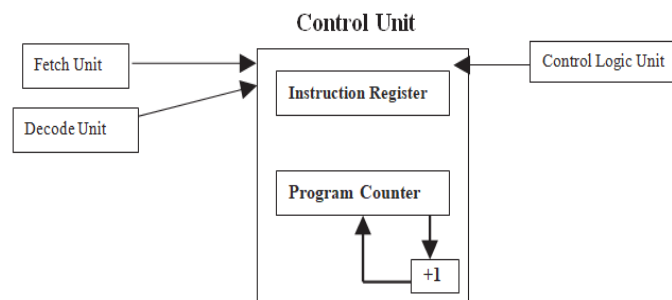 Control Unit
Fetch Unit
Control Logic Unit
Instruction Register
Decode Unit
Program Counter
+1